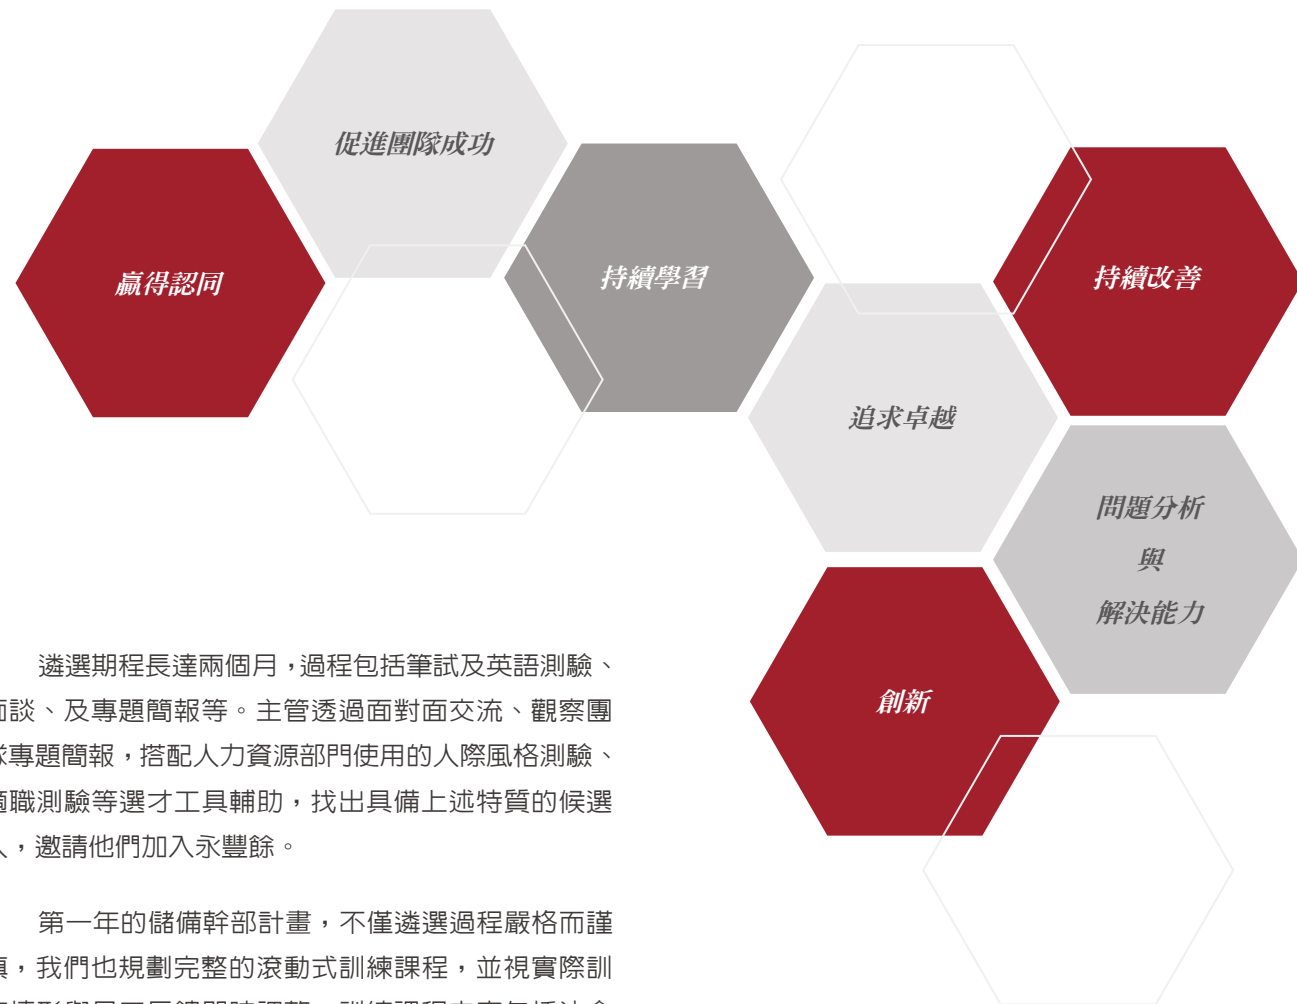 促進團隊成功
贏得認同
持續學習
持續改善
追求卓越
問題分析
與
解決能力
創新
遴選期程長達兩個月，過程包括筆試及英語測驗、
面談、及專題簡報等。主管透過面對面交流、觀察團
隊專題簡報，搭配人力資源部門使用的人際風格測驗、
適職測驗等選才工具輔助，找出具備上述特質的候選
人，邀請他們加入永豐餘。
第一年的儲備幹部計畫，不僅遴選過程嚴格而謹
慎，我們也規劃完整的滾動式訓練課程，並視實際訓